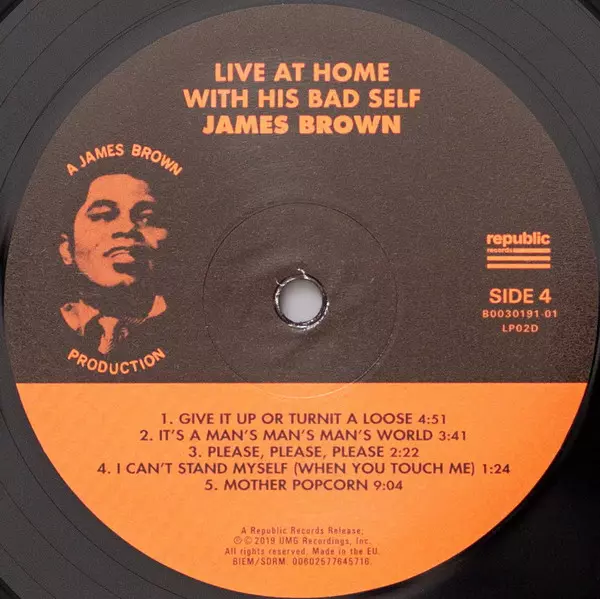 LIVE AT HOME
WITH HIS BAD SELF
JAMES BROWN
A JAMES BROWN
PRODUCTION
republic
records
SIDE 4
B0030191-01
LP02D
1. GIVE IT UP OR TURNIT A LOOSE 4:51
2. IT'S A MAN'S MAN'S MAN'S WORLD 3:41
3. PLEASE, PLEASE, PLEASE 2:22
4. I CAN'T STAND MYSELF (WHEN YOU TOUCH ME) 1:24
5. MOTHER POPCORN 9:04
A Republic Records Release;
℗ © 2019 UMG Recordings, Inc.
All rights reserved. Made in the EU.
BIEM/SDRM. 00602577645716.